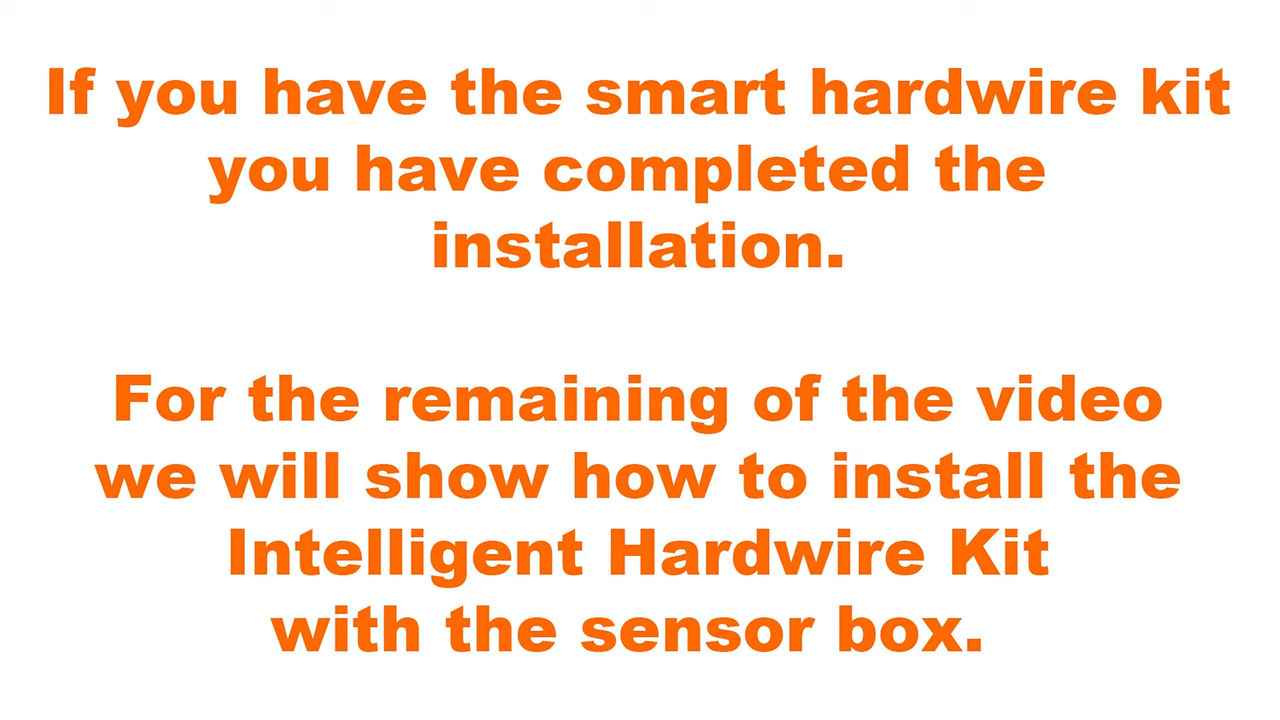 If you have the smart hardwire kit
you have completed the
installation.
For the remaining of the video
we will show how to install the
Intelligent Hardwire Kit
with the sensor box.